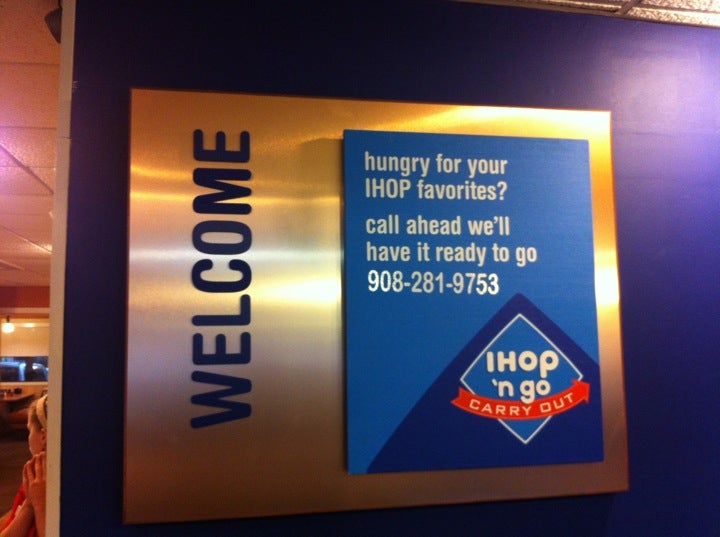 WELCOME
hungry for your
IHOP favorites?
call ahead we'll
have it ready to go
908-281-9753
IHOP
'n go
CARRY OUT